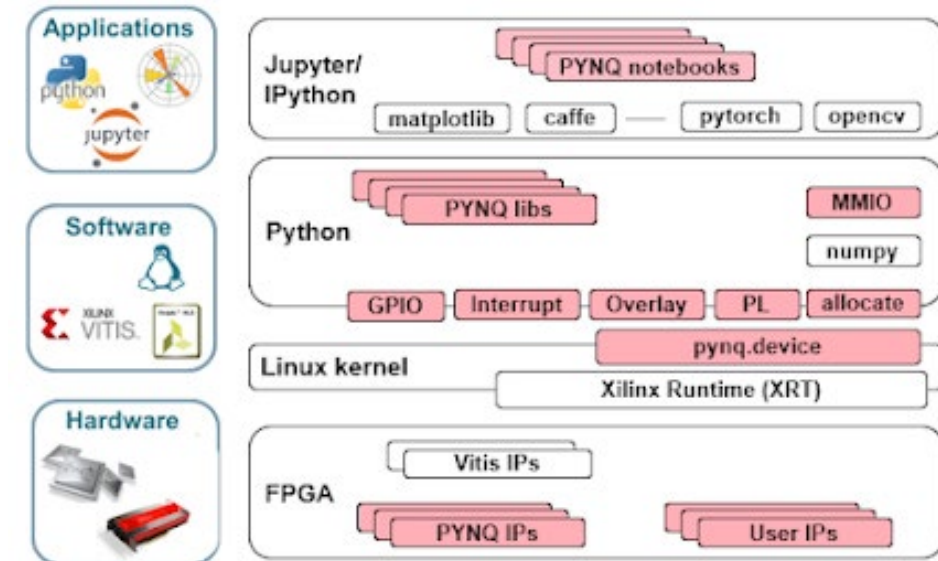 Applications
python
jupyter
Software
XILINX
VITIS.
Hardware
Jupyter/
IPython
PYNQ notebooks
matplotlib
caffe
pytorch
opencv
Python
PYNQ libs
MMIO
numpy
GPIO
Interrupt
Overlay
PL
allocate
Linux kernel
pynq.device
Xilinx Runtime (XRT)
FPGA
Vitis IPs
PYNQ IPs
User IPs